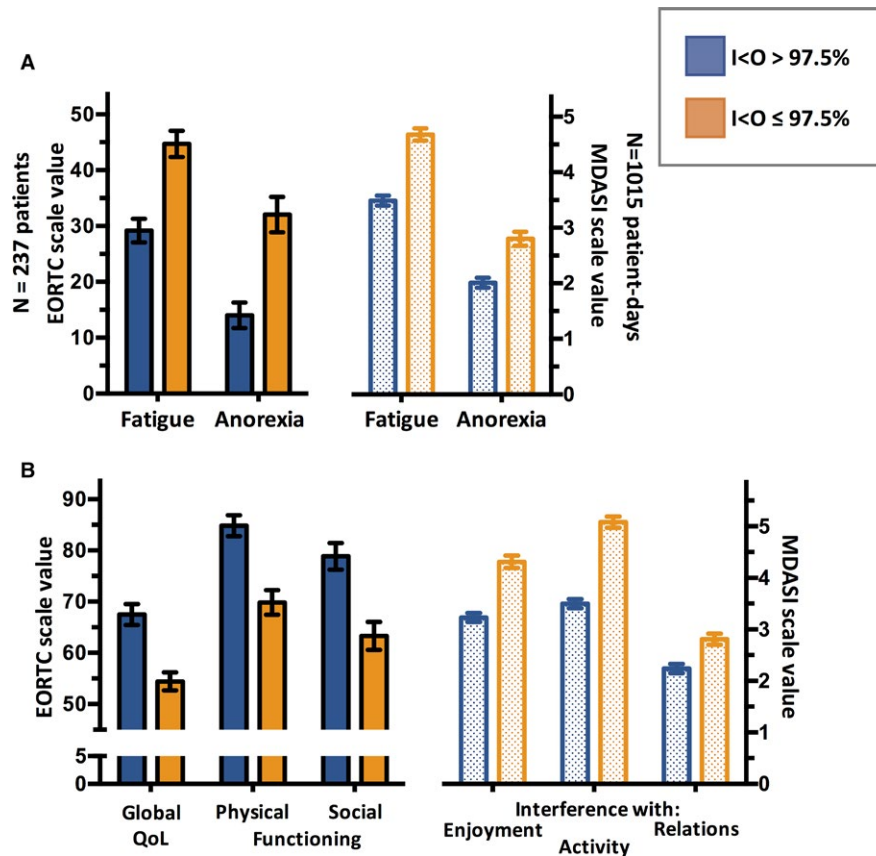 I<O > 97.5%
I<O ≤ 97.5%
A
N = 237 patients
EORTC scale value
50
40
30
20
10
0
Fatigue Anorexia
5
4
3
2
1
0
MDASI scale value
N=1015 patient-days
Fatigue Anorexia
B
EORTC scale value
90
80
70
60
50
5
0
Global QoL
Physical Social
Functioning
5
4
3
2
1
0
MDASI scale value
Interference with:
Enjoyment Relations
Activity